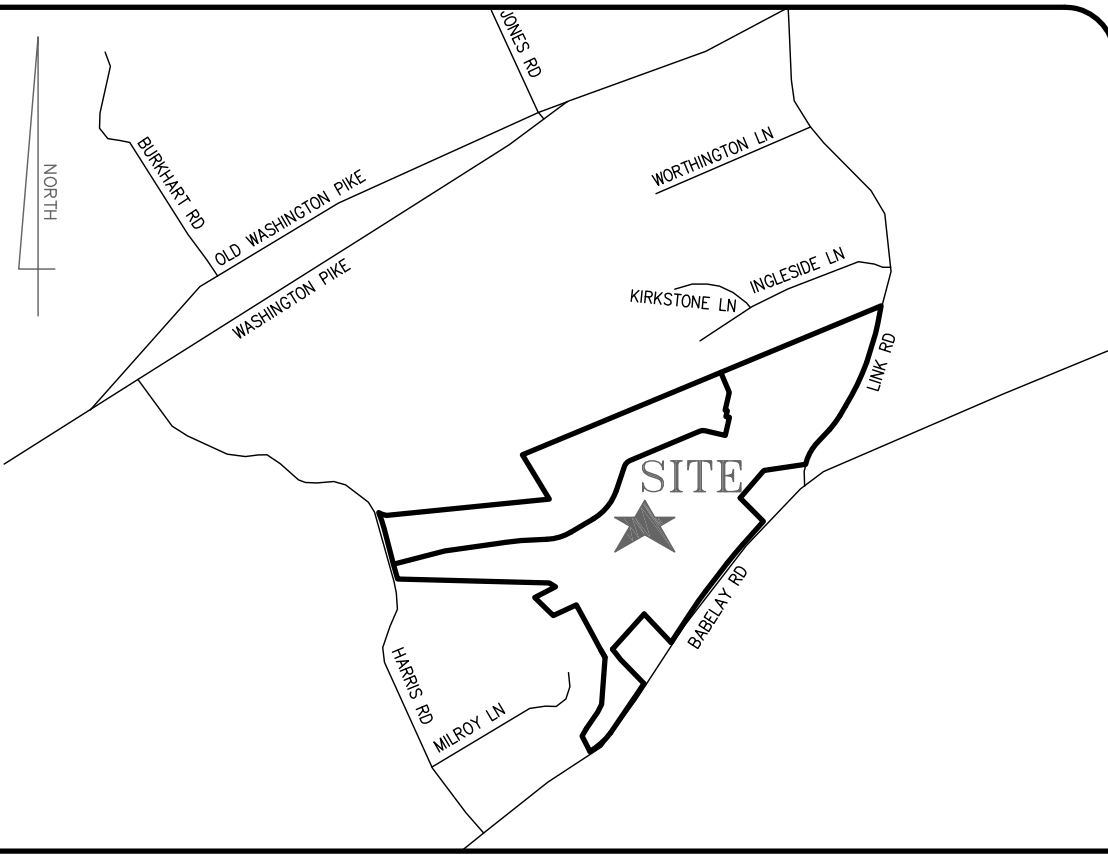 JONES RD
BURKHART RD
WORTHINGTON LN
NORTH
OLD WASHINGTON PIKE
WASHINGTON PIKE
INGLESIDE LN
KIRKSTONE LN
LINK RD
SITE
BABELAY RD
HARRIS RD
MILROY LN